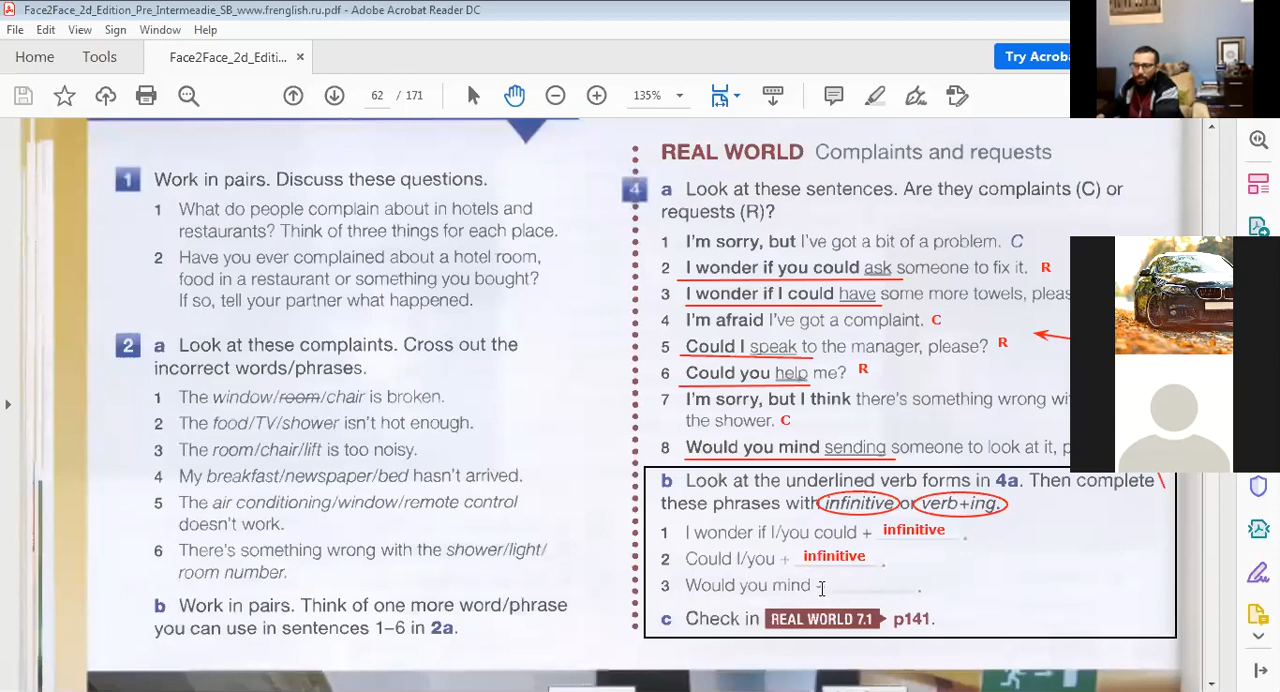 Face2Face_2d_Edition_Pre_Intermeadie_SB_www.frenglish.ru.pdf - Adobe Acrobat Reader DC
File Edit View Sign Window Help
Home Tools Face2Face_2d_Editi... × Try Acroba
62 / 171 135%
1 Work in pairs. Discuss these questions.
1 What do people complain about in hotels and
restaurants? Think of three things for each place.
2 Have you ever complained about a hotel room,
food in a restaurant or something you bought?
If so, tell your partner what happened.
2 a Look at these complaints. Cross out the
incorrect words/phrases.
1 The window/room/chair is broken.
2 The food/TV/shower isn't hot enough.
3 The room/chair/lift is too noisy.
4 My breakfast/newspaper/bed hasn't arrived.
5 The air conditioning/window/remote control
doesn't work.
6 There's something wrong with the shower/light/
room number.
b Work in pairs. Think of one more word/phrase
you can use in sentences 1–6 in 2a.
REAL WORLD Complaints and requests
4 a Look at these sentences. Are they complaints (C) or
requests (R)?
1 I'm sorry, but I've got a bit of a problem. C
2 I wonder if you could ask someone to fix it. R
3 I wonder if I could have some more towels, pleas
4 I'm afraid I've got a complaint. C
5 Could I speak to the manager, please? R
6 Could you help me? R
7 I'm sorry, but I think there's something wrong wi
the shower. C
8 Would you mind sending someone to look at it, p
b Look at the underlined verb forms in 4a. Then complete
these phrases with infinitive or verb+ing.
1 I wonder if I/you could + infinitive .
2 Could I/you + infinitive .
3 Would you mind + .
c Check in REAL WORLD 7.1 p141.